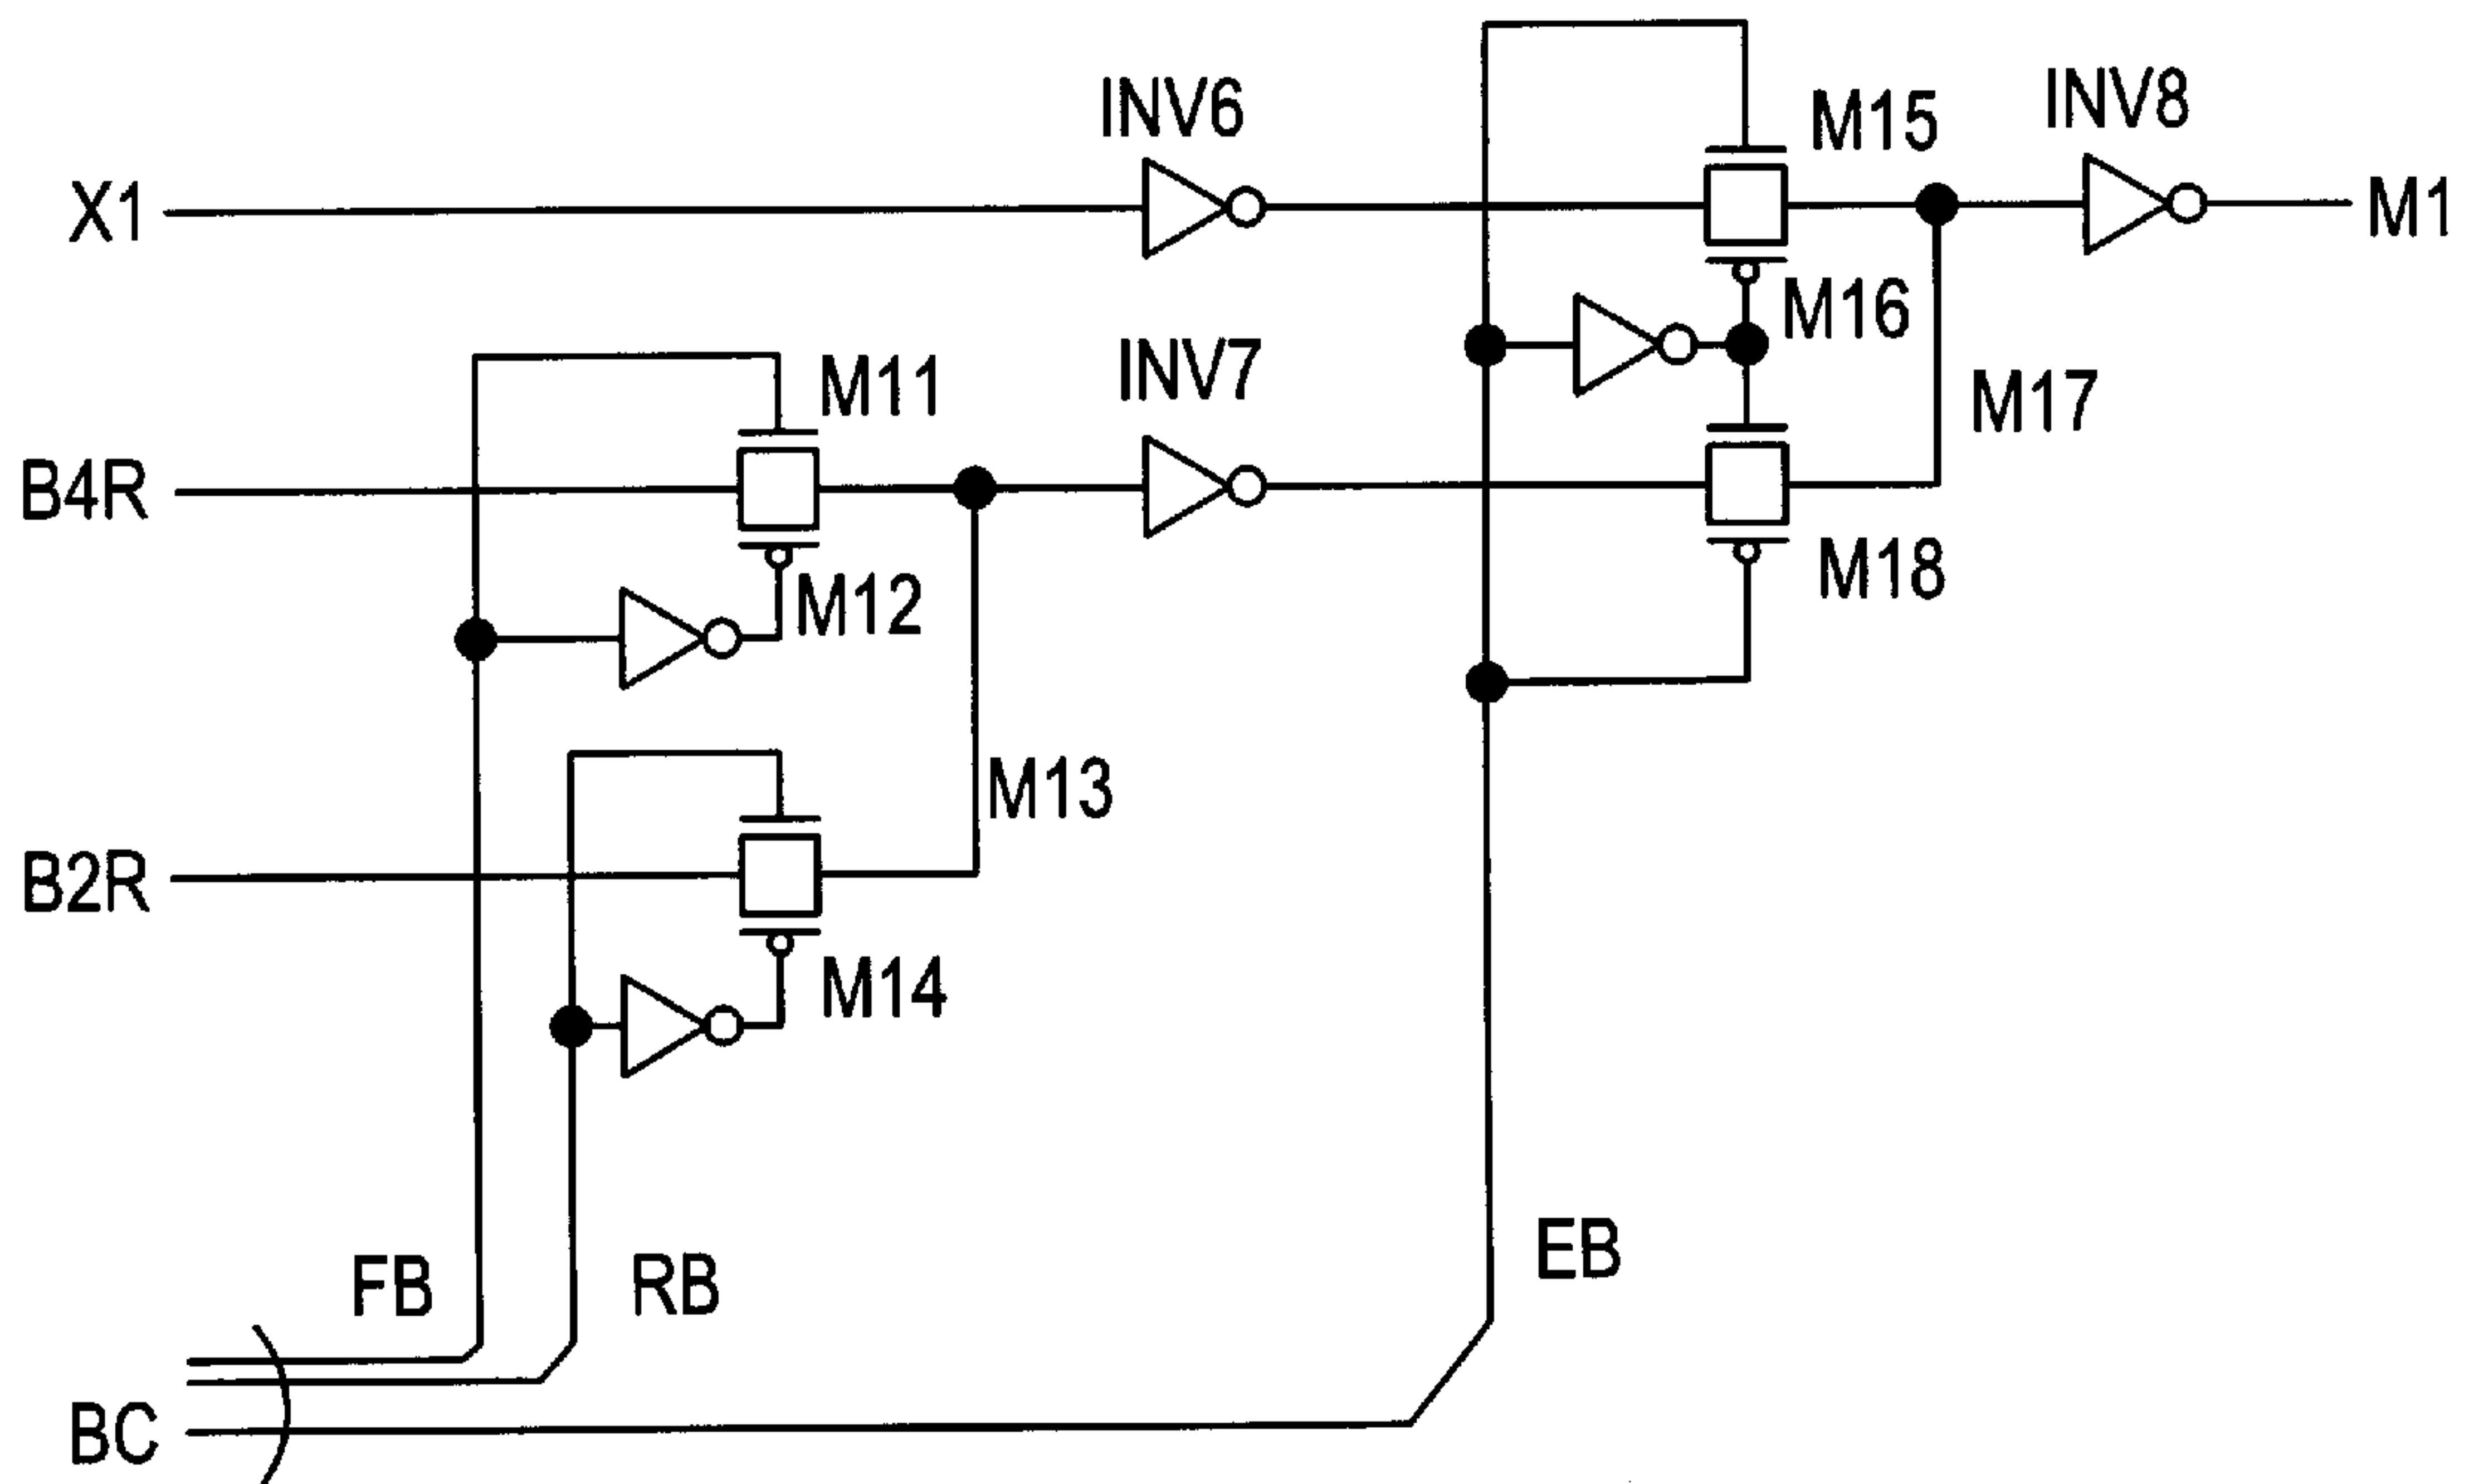 INV6
M15
INV8
X1
M1
M16
M11
INV7
M17
B4R
M18
M12
M13
B2R
M14
EB
FB
RB
BC